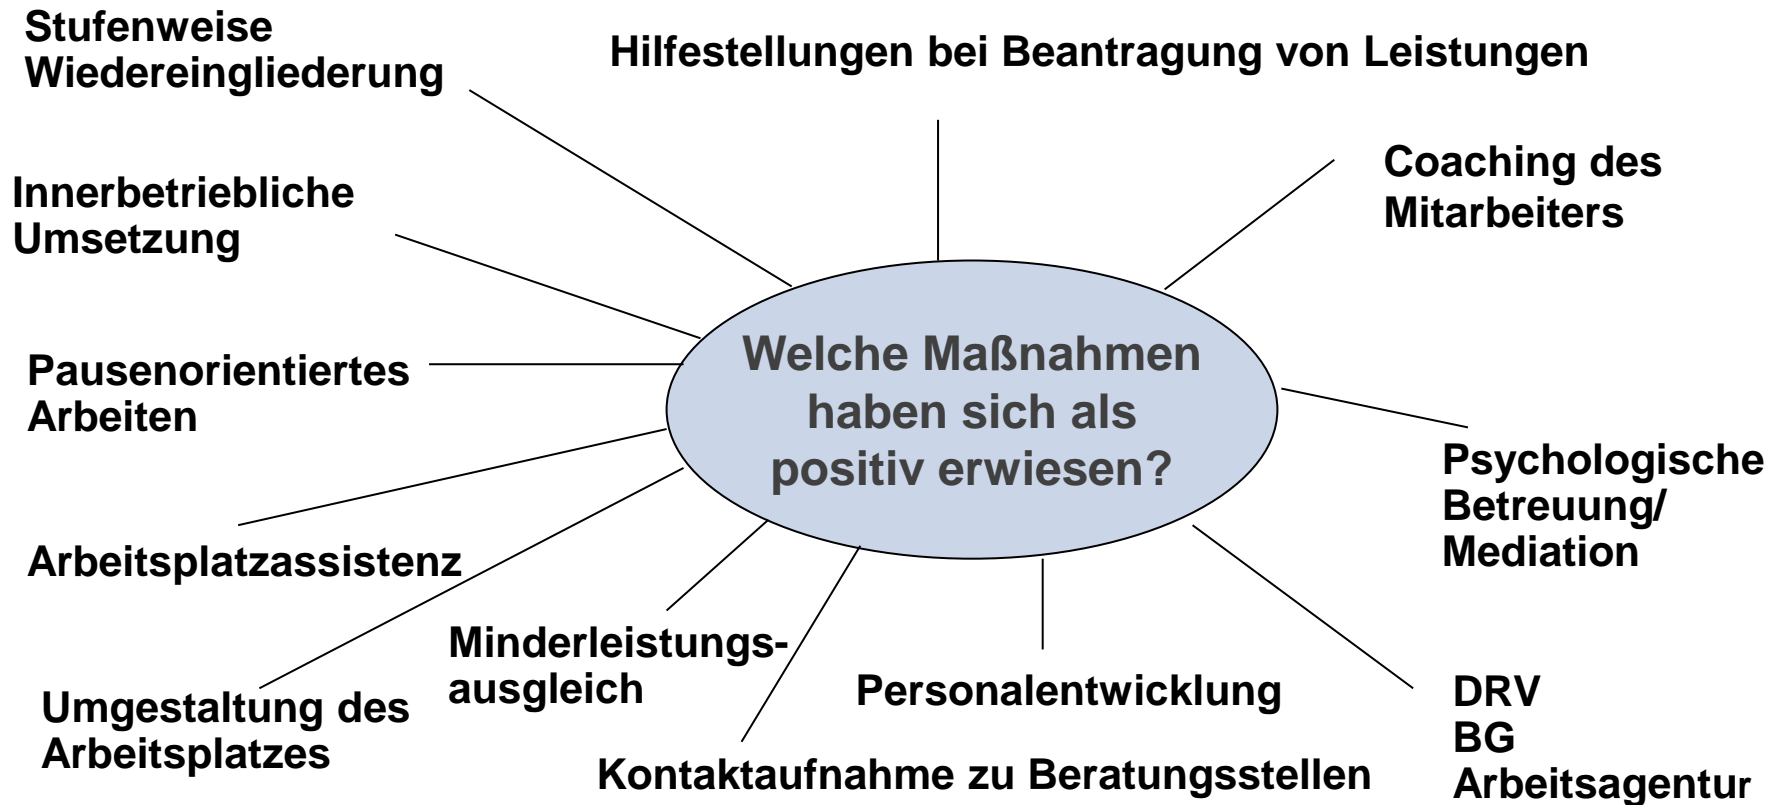 Stufenweise
Wiedereingliederung
Hilfestellungen bei Beantragung von Leistungen
Coaching des
Mitarbeiters
Innerbetriebliche
Umsetzung
Pausenorientiertes
Arbeiten
Welche Maßnahmen
haben sich als
positiv erwiesen?
Psychologische
Betreuung/
Mediation
Arbeitsplatzassistenz
Minderleistungs-
ausgleich
Umgestaltung des
Arbeitsplatzes
Personalentwicklung
Kontaktaufnahme zu Beratungsstellen
DRV
BG
Arbeitsagentur